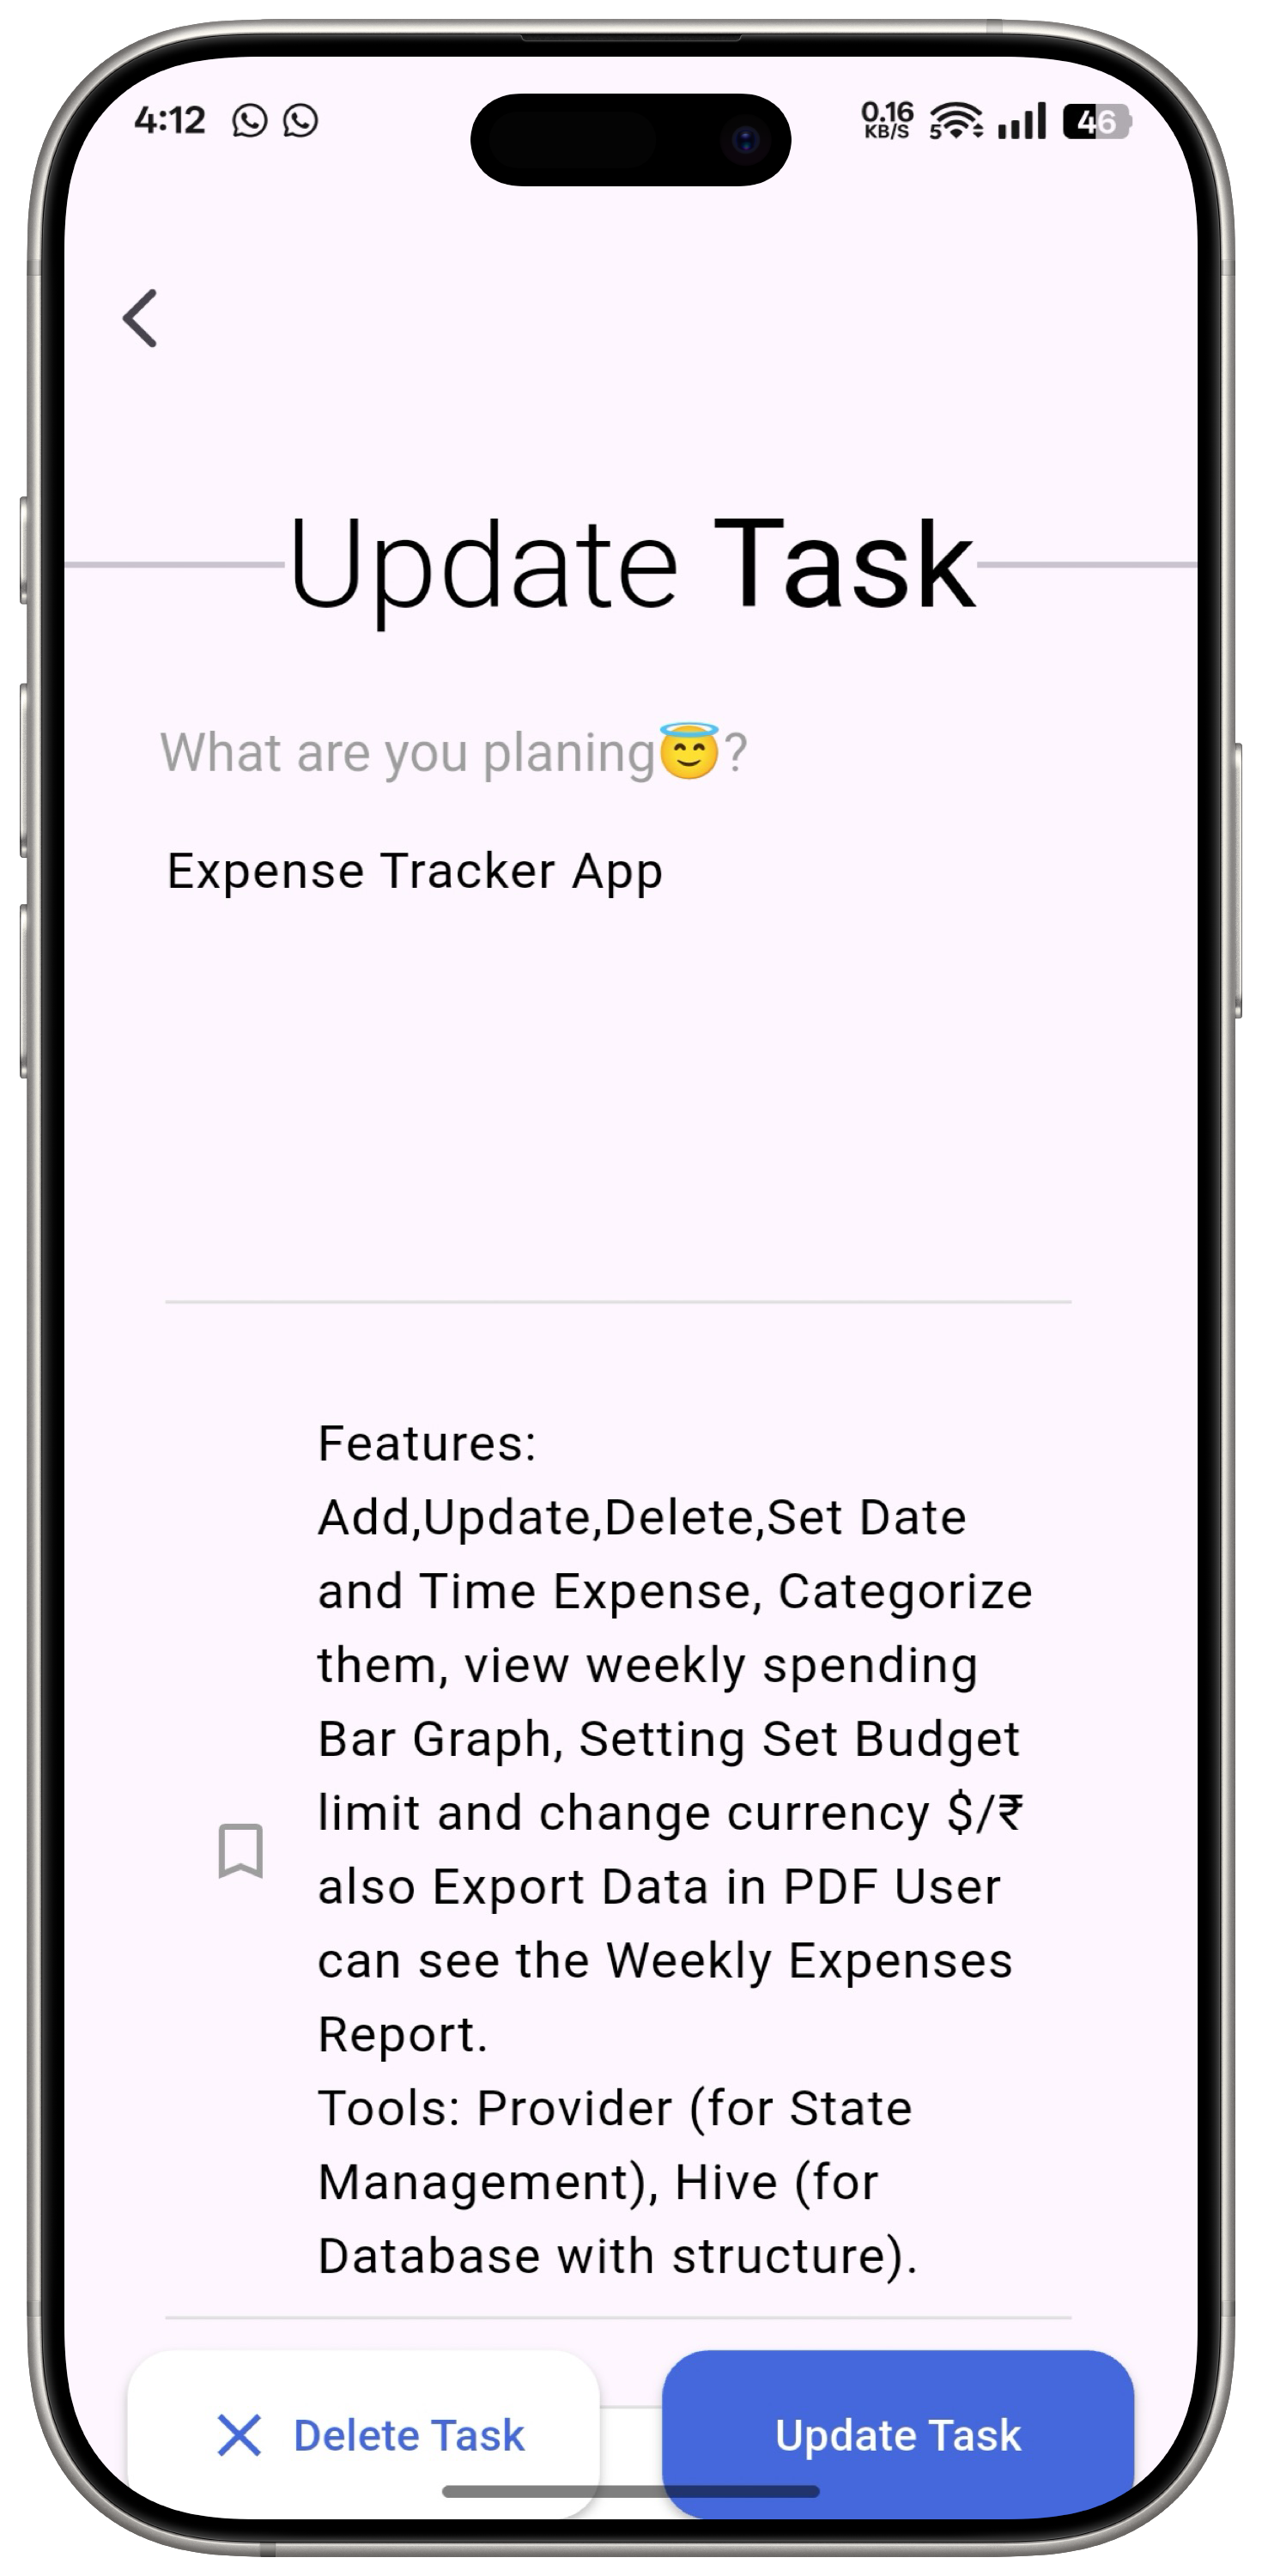 4:12
0.16
KB/S
5
46
Update Task
What are you planing😇?
Expense Tracker App
Features:
Add,Update,Delete,Set Date
and Time Expense, Categorize
them, view weekly spending
Bar Graph, Setting Set Budget
limit and change currency $/₹
also Export Data in PDF User
can see the Weekly Expenses
Report.
Tools: Provider (for State
Management), Hive (for
Database with structure).
Delete Task
Update Task